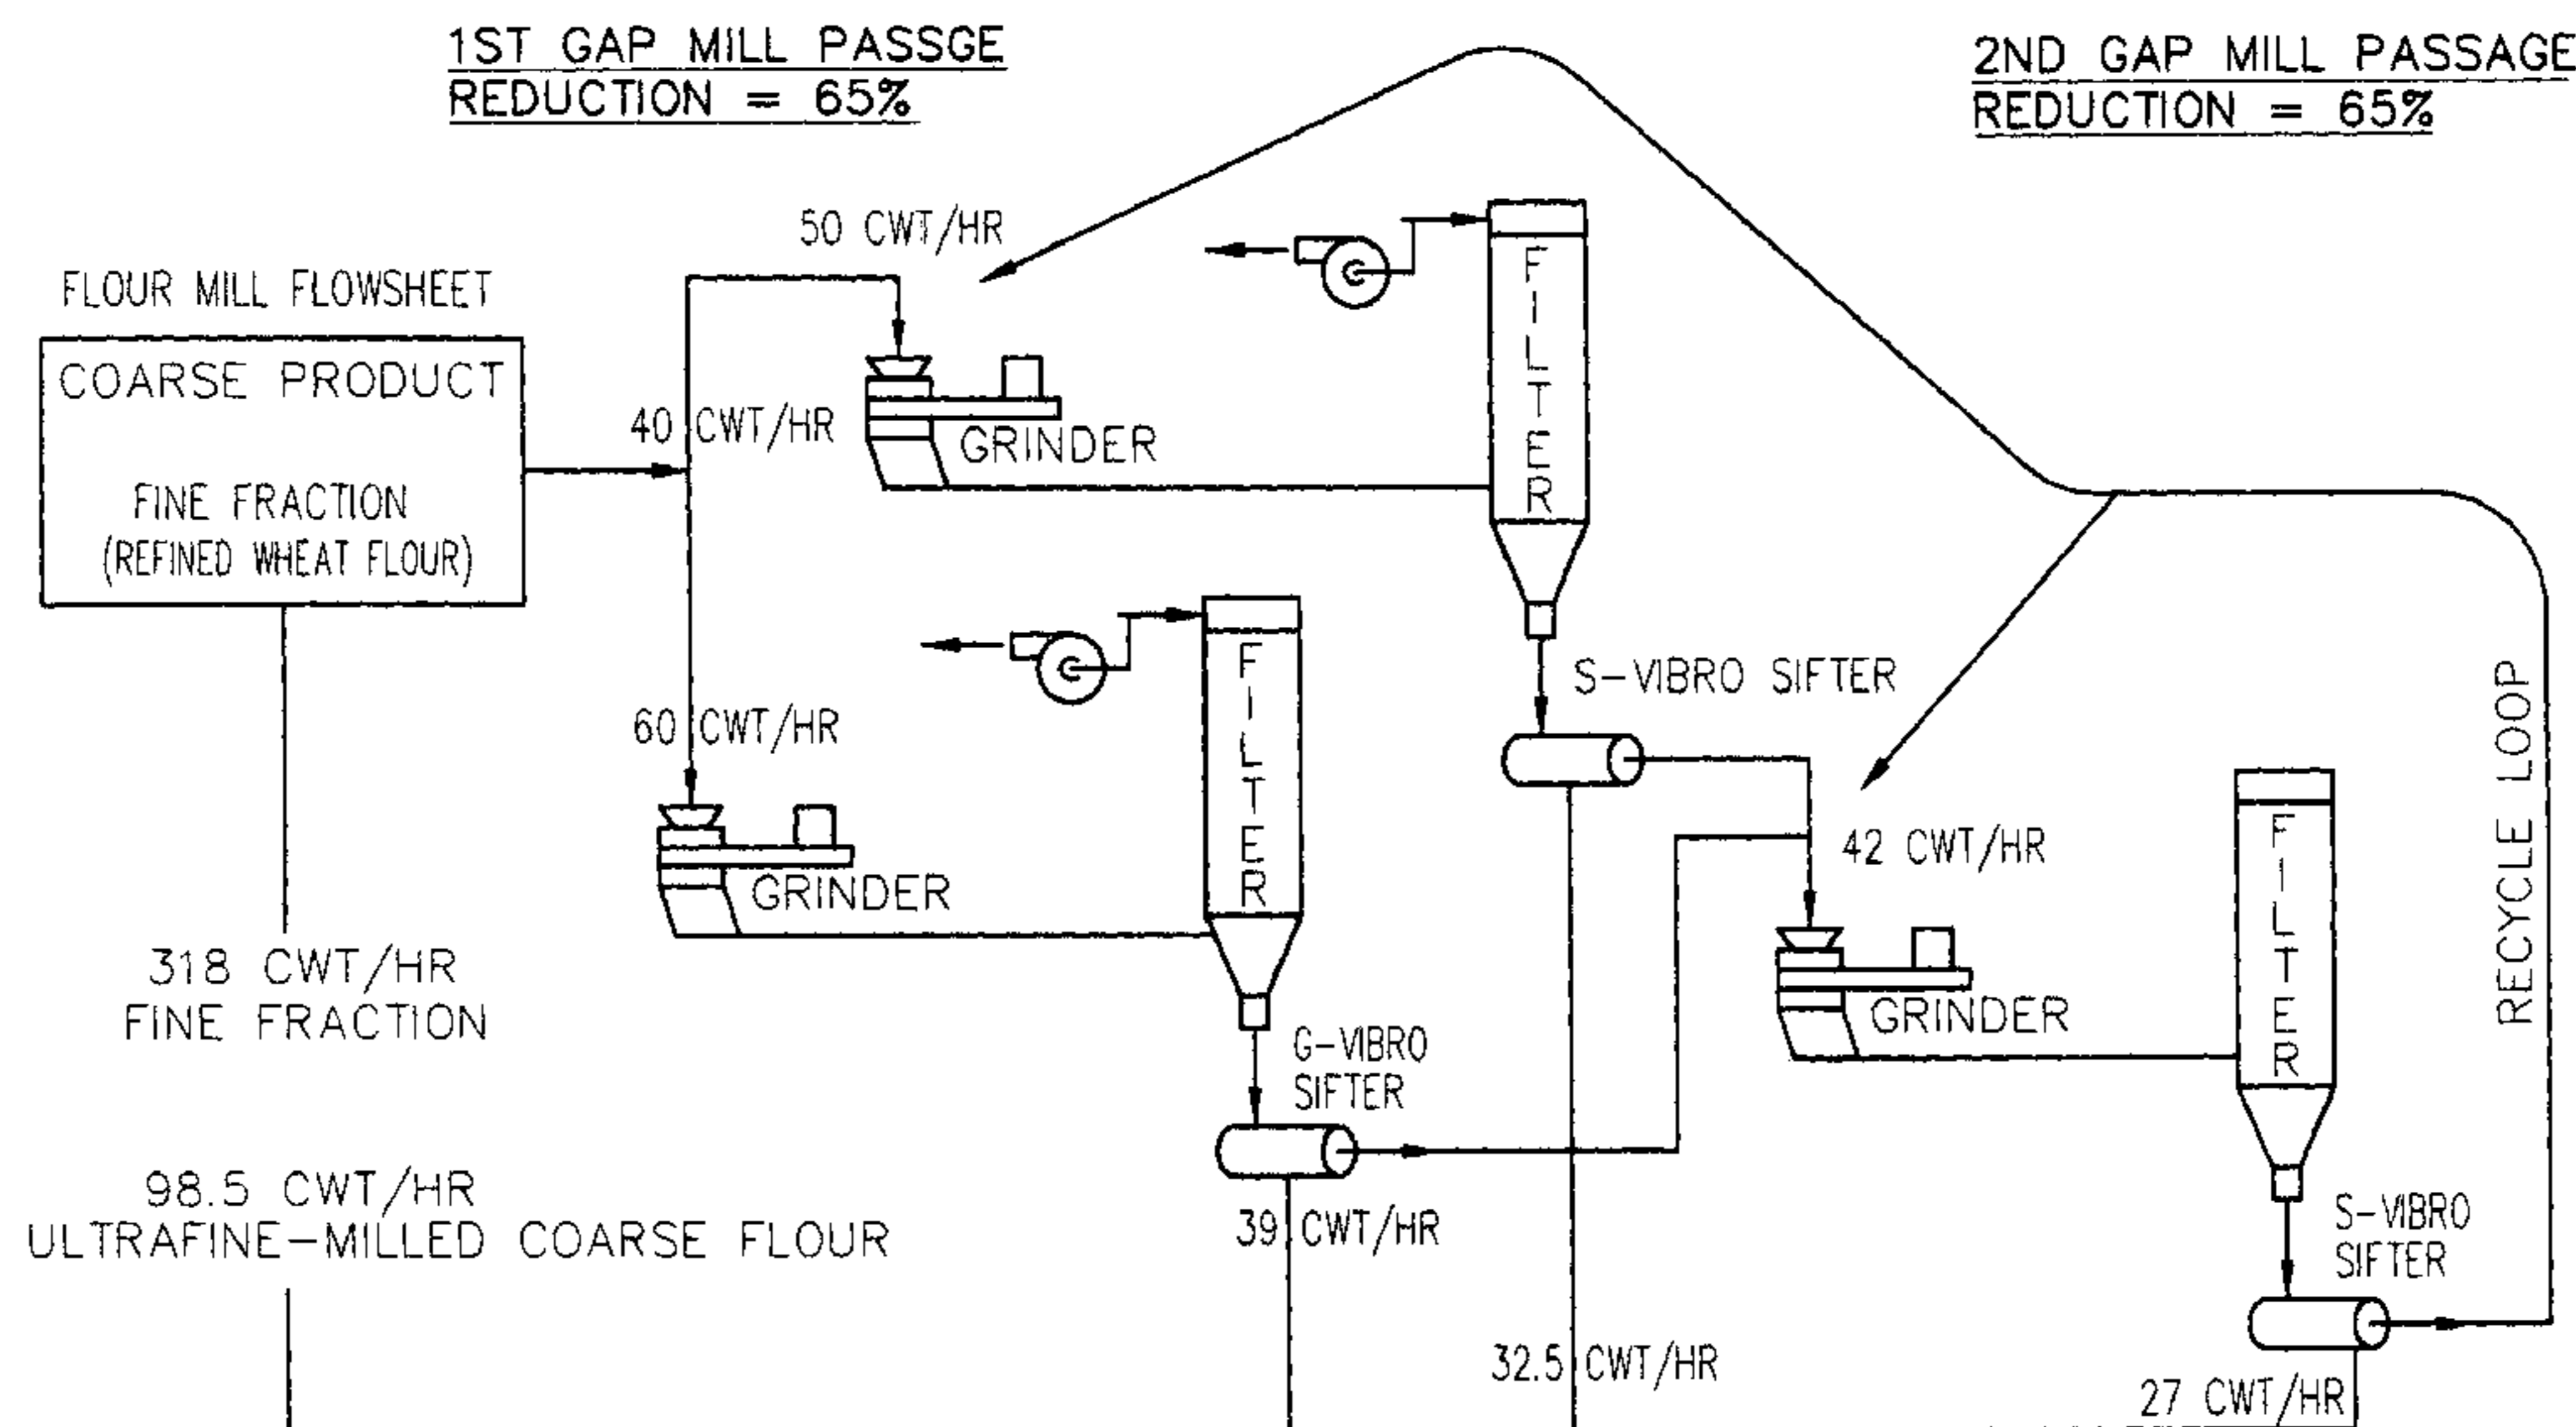 1ST GAP MILL PASSGE
REDUCTION = 65%
2ND GAP MILL PASSAGE
REDUCTION = 65%
50 CWT/HR
FLOUR MILL FLOWSHEET
COARSE PRODUCT
FINE FRACTION
(REFINED WHEAT FLOUR)
40 CWT/HR
GRINDER
FILTER
S-VIBRO SIFTER
60 CWT/HR
GRINDER
FILTER
42 CWT/HR
GRINDER
FILTER
RECYCLE LOOP
318 CWT/HR
FINE FRACTION
G-VIBRO
SIFTER
98.5 CWT/HR
ULTRAFINE-MILLED COARSE FLOUR
39 CWT/HR
S-VIBRO
SIFTER
32.5 CWT/HR
27 CWT/HR